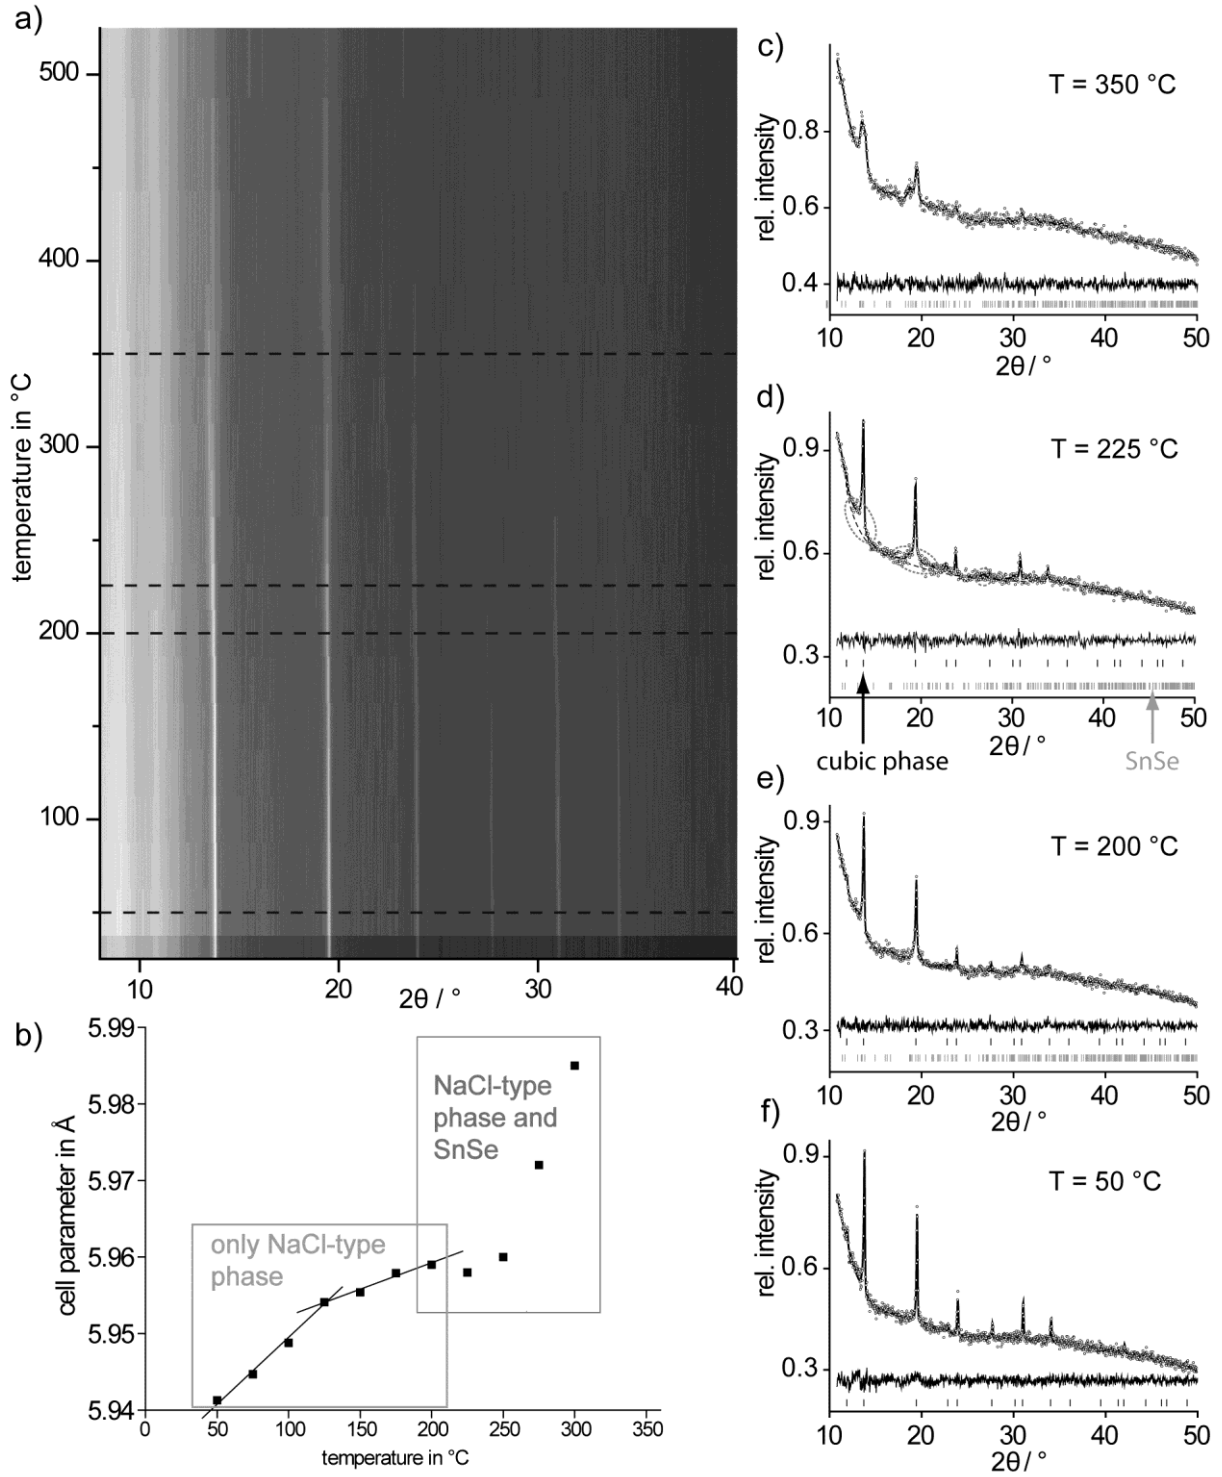 a)
500
400
300
200
100
temperature in °C
10
20
30
40
2θ / °
b)
5.99
5.98
5.97
5.96
5.95
5.94
cell parameter in Å
NaCl-type
phase and
SnSe
only NaCl-type
phase
0
50
100
150
200
250
300
350
temperature in °C
c)
T = 350 °C
0.8
0.6
0.4
rel. intensity
10
20
30
40
50
2θ / °
d)
T = 225 °C
0.9
0.6
0.3
rel. intensity
10
20
30
40
50
2θ / °
cubic phase
SnSe
e)
T = 200 °C
0.9
0.6
0.3
rel. intensity
10
20
30
40
50
2θ / °
f)
T = 50 °C
0.9
0.6
0.3
rel. intensity
10
20
30
40
50
2θ / °